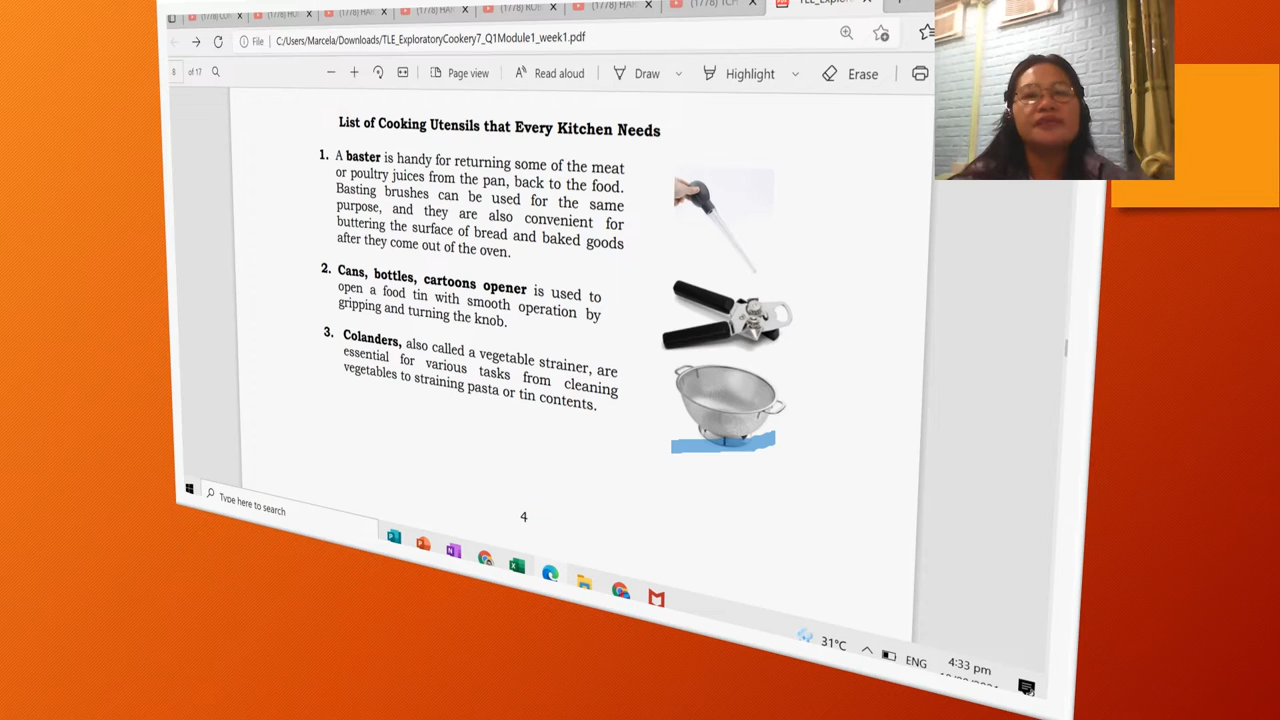 File C:/Users/Marcela/Downloads/TLE_ExploratoryCookery7_Q1Module1_week1.pdf
8 of 17 Page view Read aloud Draw Highlight Erase
List of Cooking Utensils that Every Kitchen Needs
1. A baster is handy for returning some of the meat
or poultry juices from the pan, back to the food.
Basting brushes can be used for the same
purpose, and they are also convenient for
buttering the surface of bread and baked goods
after they come out of the oven.
2. Cans, bottles, cartoons opener is used to
open a food tin with smooth operation by
gripping and turning the knob.
3. Colanders, also called a vegetable strainer, are
essential for various tasks from cleaning
vegetables to straining pasta or tin contents.
4
Type here to search
31°C ENG 4:33 pm